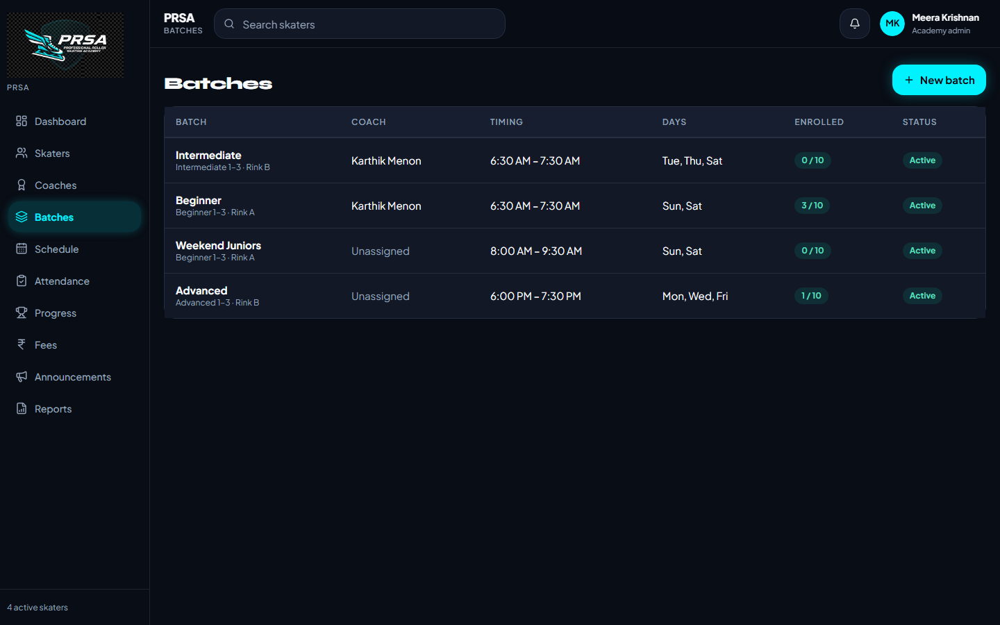 PRSA
PROFESSIONAL ROLLER
SKATING ACADEMY
PRSA
Dashboard
Skaters
Coaches
Batches
Schedule
Attendance
Progress
Fees
Announcements
Reports
4 active skaters
PRSA
BATCHES
Search skaters
MK
Meera Krishnan
Academy admin
Batches
+ New batch
BATCH COACH TIMING DAYS ENROLLED STATUS
Intermediate
Intermediate 1–3 · Rink B
Karthik Menon 6:30 AM – 7:30 AM Tue, Thu, Sat 0 / 10 Active
Beginner
Beginner 1–3 · Rink A
Karthik Menon 6:30 AM – 7:30 AM Sun, Sat 3 / 10 Active
Weekend Juniors
Beginner 1–3 · Rink A
Unassigned 8:00 AM – 9:30 AM Sun, Sat 0 / 10 Active
Advanced
Advanced 1–3 · Rink B
Unassigned 6:00 PM – 7:30 PM Mon, Wed, Fri 1 / 10 Active